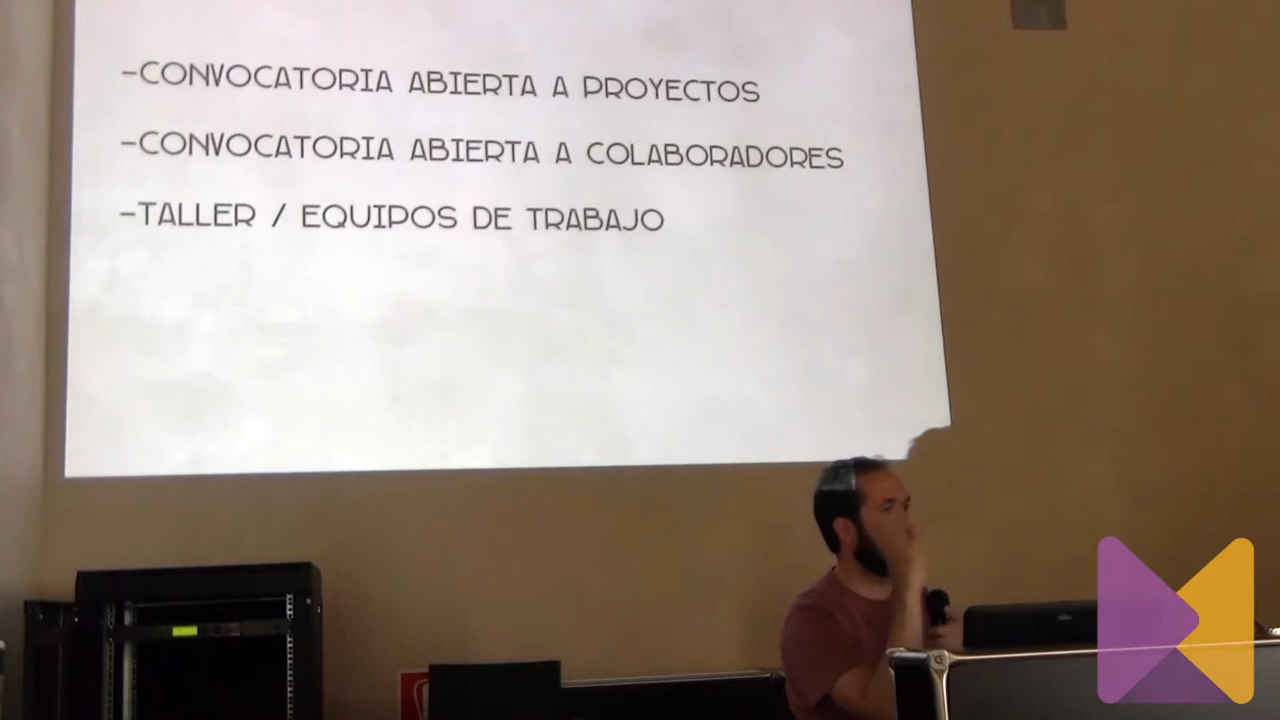 -CONVOCATORIA ABIERTA A PROYECTOS
-CONVOCATORIA ABIERTA A COLABORADORES
-TALLER / EQUIPOS DE TRABAJO